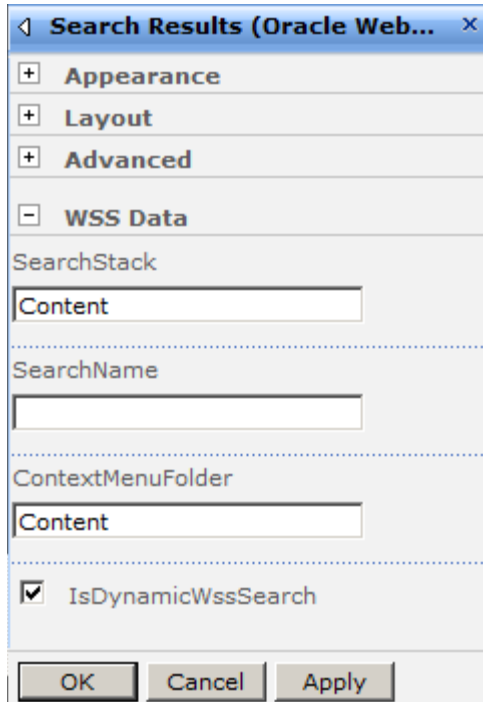 Search Results (Oracle Web... ×
+ Appearance
+ Layout
+ Advanced
- WSS Data
SearchStack
Content
SearchName
ContextMenuFolder
Content
IsDynamicWssSearch
OK Cancel Apply